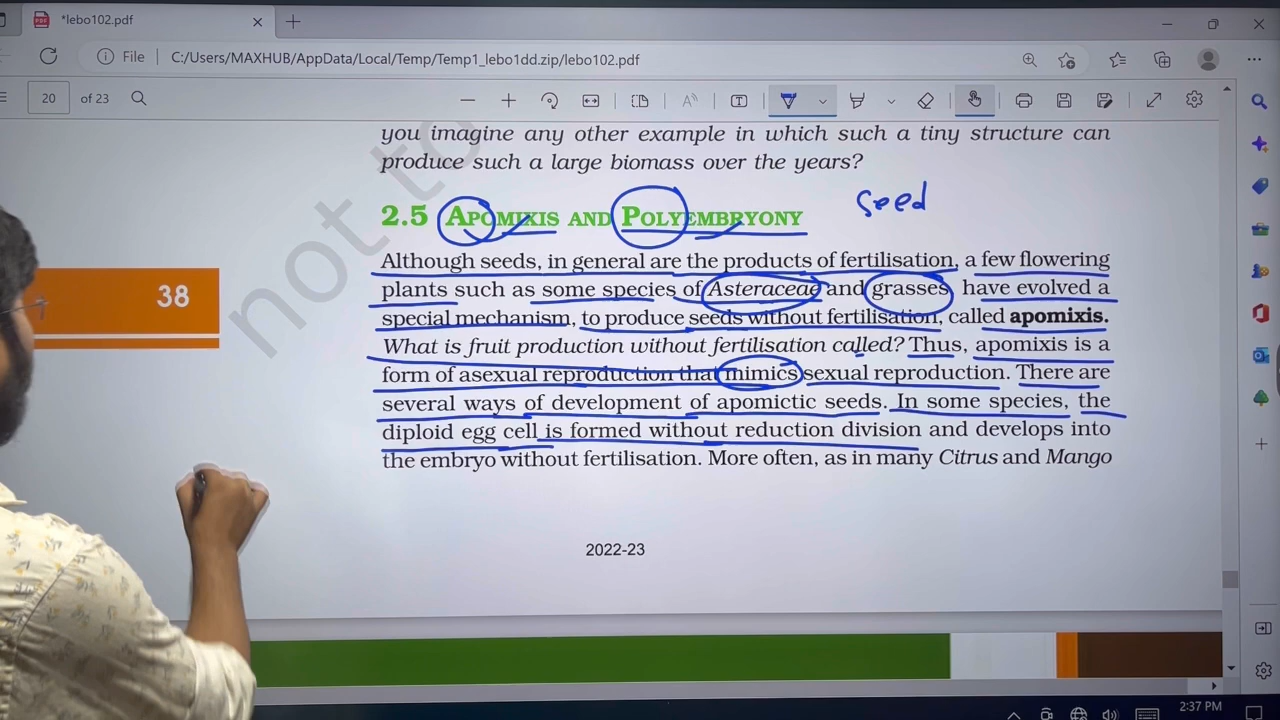 *lebo102.pdf
File
C:/Users/MAXHUB/AppData/Local/Temp/Temp1_lebo1dd.zip/lebo102.pdf
20 of 23
you imagine any other example in which such a tiny structure can
produce such a large biomass over the years?
seed
2.5 APOMIXIS AND POLYEMBRYONY
Although seeds, in general are the products of fertilisation, a few flowering
plants such as some species of Asteraceae and grasses, have evolved a
special mechanism, to produce seeds without fertilisation, called apomixis.
What is fruit production without fertilisation called? Thus, apomixis is a
form of asexual reproduction that mimics sexual reproduction. There are
several ways of development of apomictic seeds. In some species, the
diploid egg cell is formed without reduction division and develops into
the embryo without fertilisation. More often, as in many Citrus and Mango
38
not to
2022-23
2:37 PM